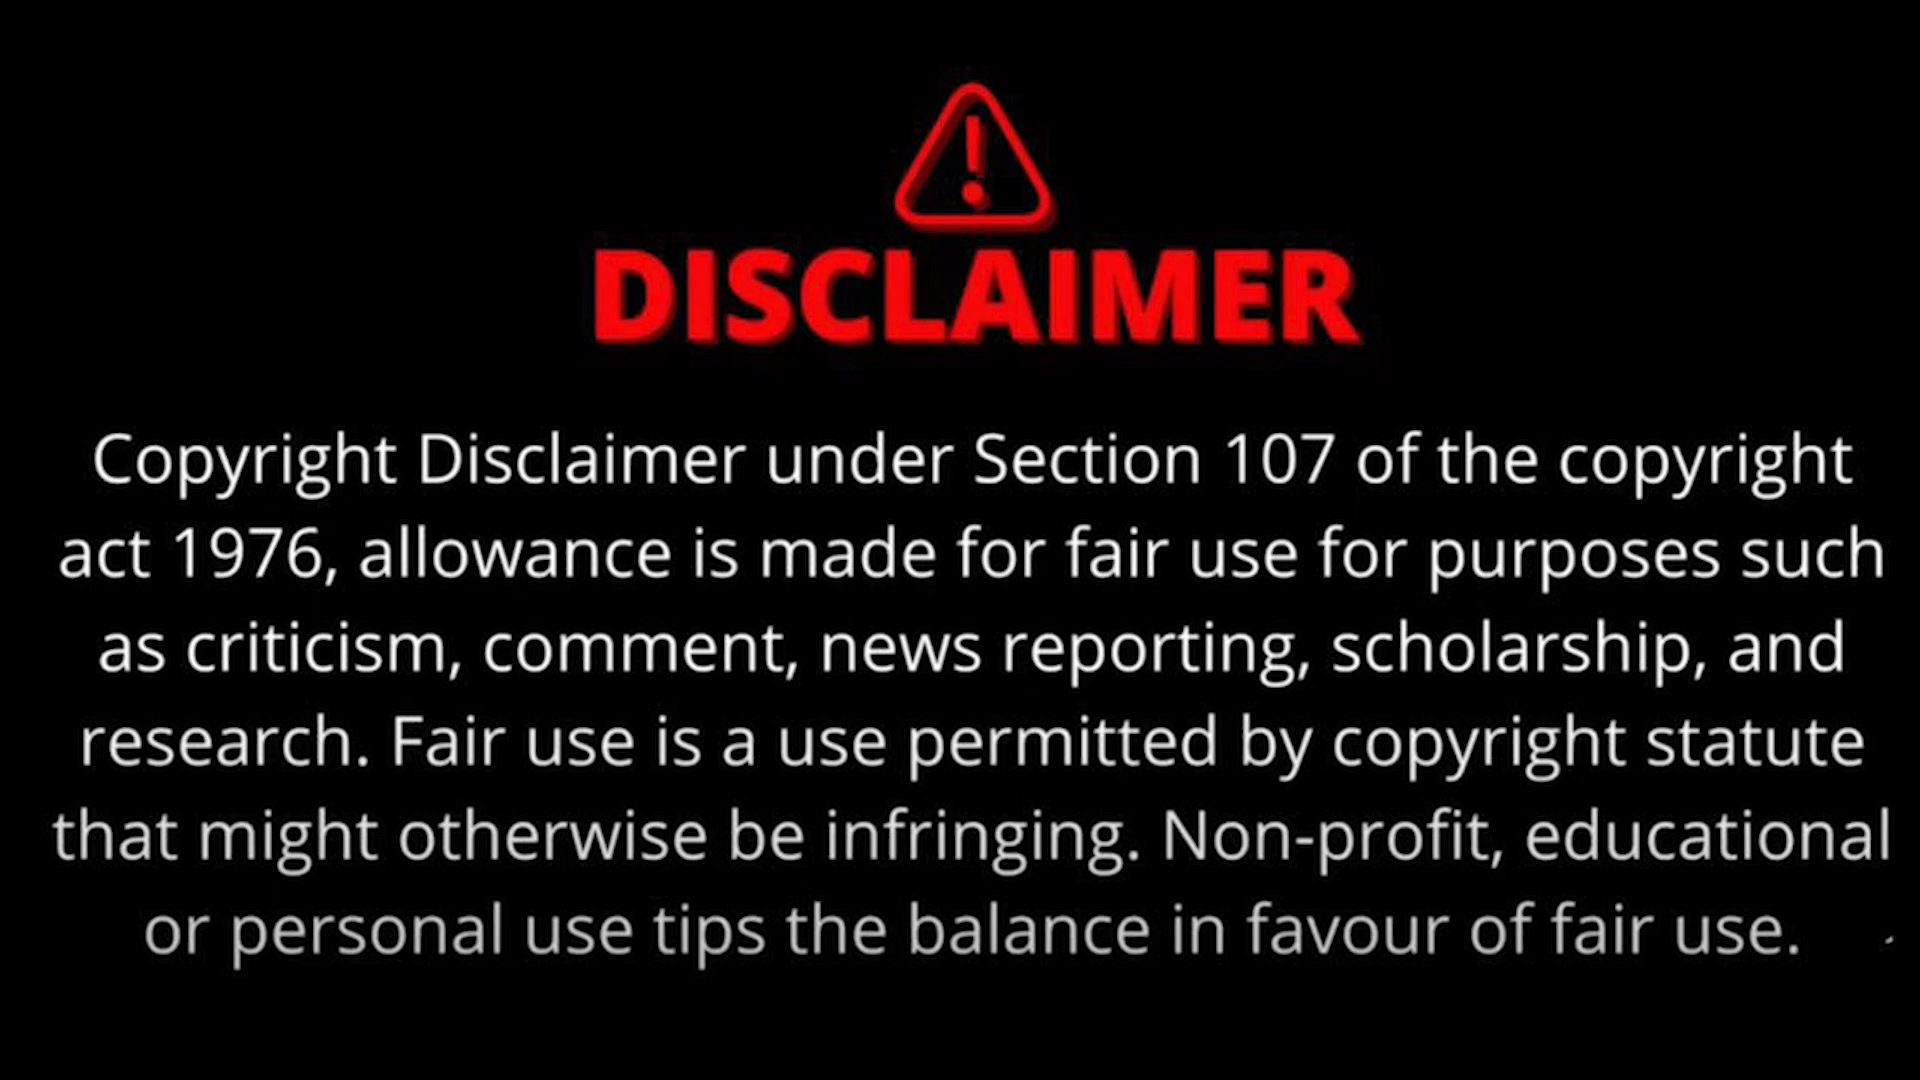 DISCLAIMER
Copyright Disclaimer under Section 107 of the copyright
act 1976, allowance is made for fair use for purposes such
as criticism, comment, news reporting, scholarship, and
research. Fair use is a use permitted by copyright statute
that might otherwise be infringing. Non-profit, educational
or personal use tips the balance in favour of fair use.